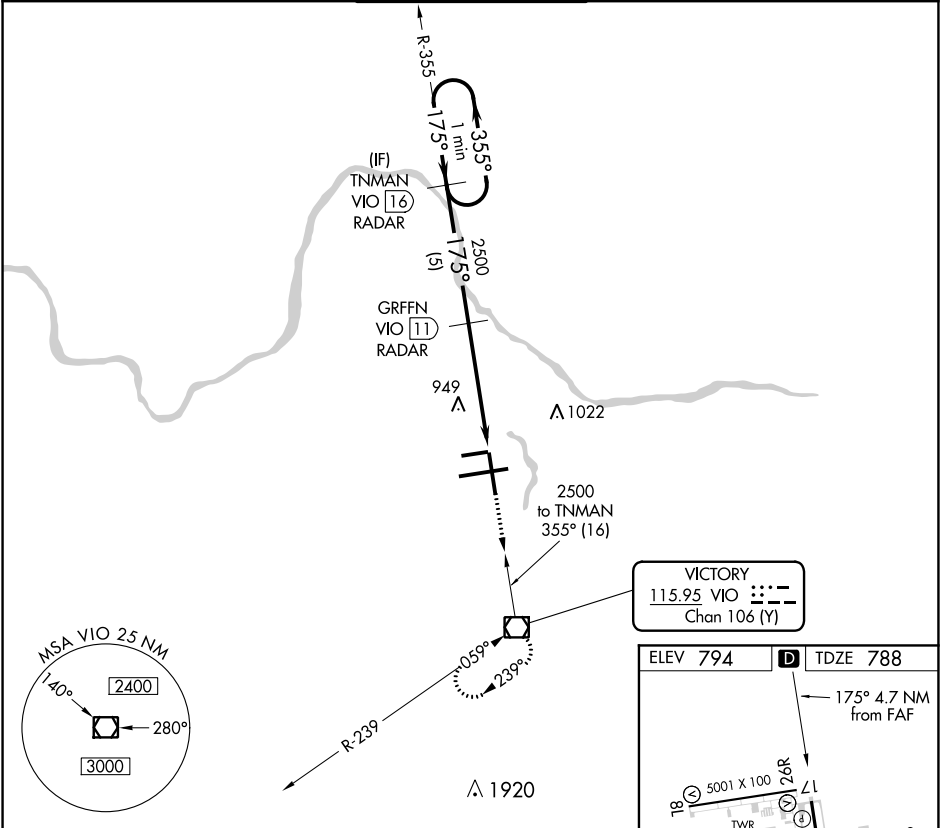 R-355
175°
1 min
355°
(IF)
TNMAN
VIO 16
RADAR
2500
175°
(5)
GRFFN
VIO 11
RADAR
949
1022
2500
to TNMAN
355° (16)
VICTORY
115.95 VIO
Chan 106 (Y)
059°
239°
R-239
1920
MSA VIO 25 NM
140°
2400
280°
3000
ELEV 794
D
TDZE 788
175° 4.7 NM
from FAF
8L
5001 X 100
26R
17
V
V
P
TWR